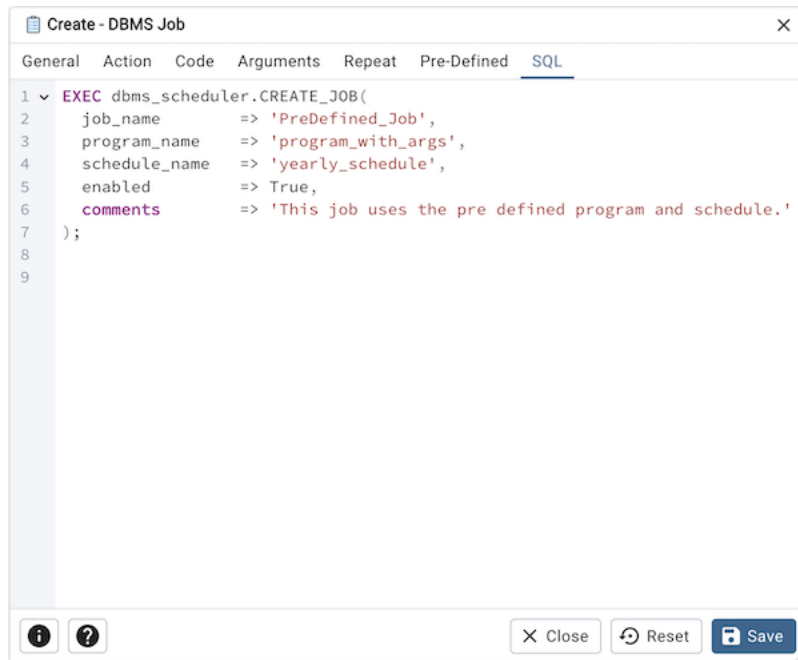 Create - DBMS Job
General Action Code Arguments Repeat Pre-Defined SQL
1 EXEC dbms_scheduler.CREATE_JOB(
2 job_name => 'PreDefined_Job',
3 program_name => 'program_with_args',
4 schedule_name => 'yearly_schedule',
5 enabled => True,
6 comments => 'This job uses the pre defined program and schedule.'
7 );
8
9
Close Reset Save